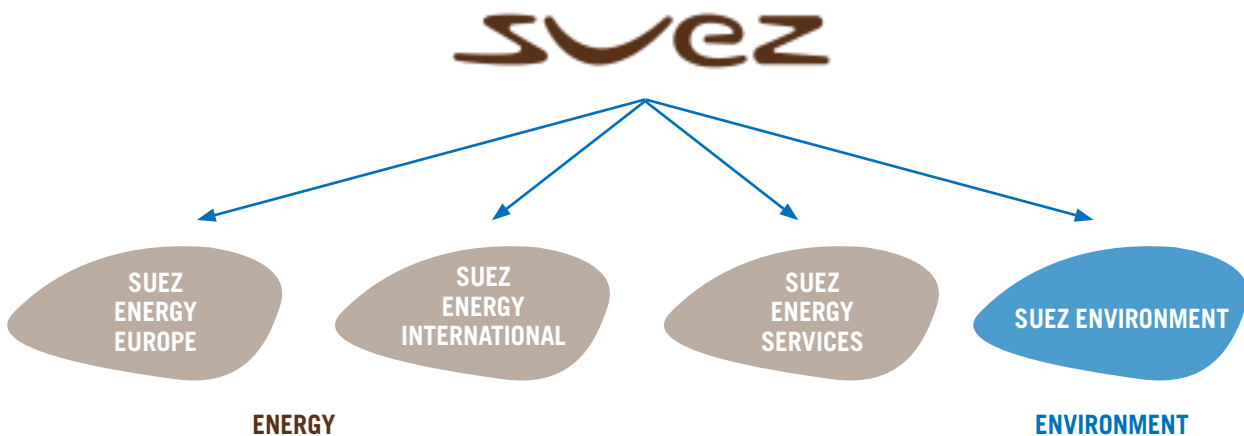 suez
SUEZ
ENERGY
EUROPE
SUEZ
ENERGY
INTERNATIONAL
SUEZ
ENERGY
SERVICES
SUEZ ENVIRONMENT
ENERGY
ENVIRONMENT